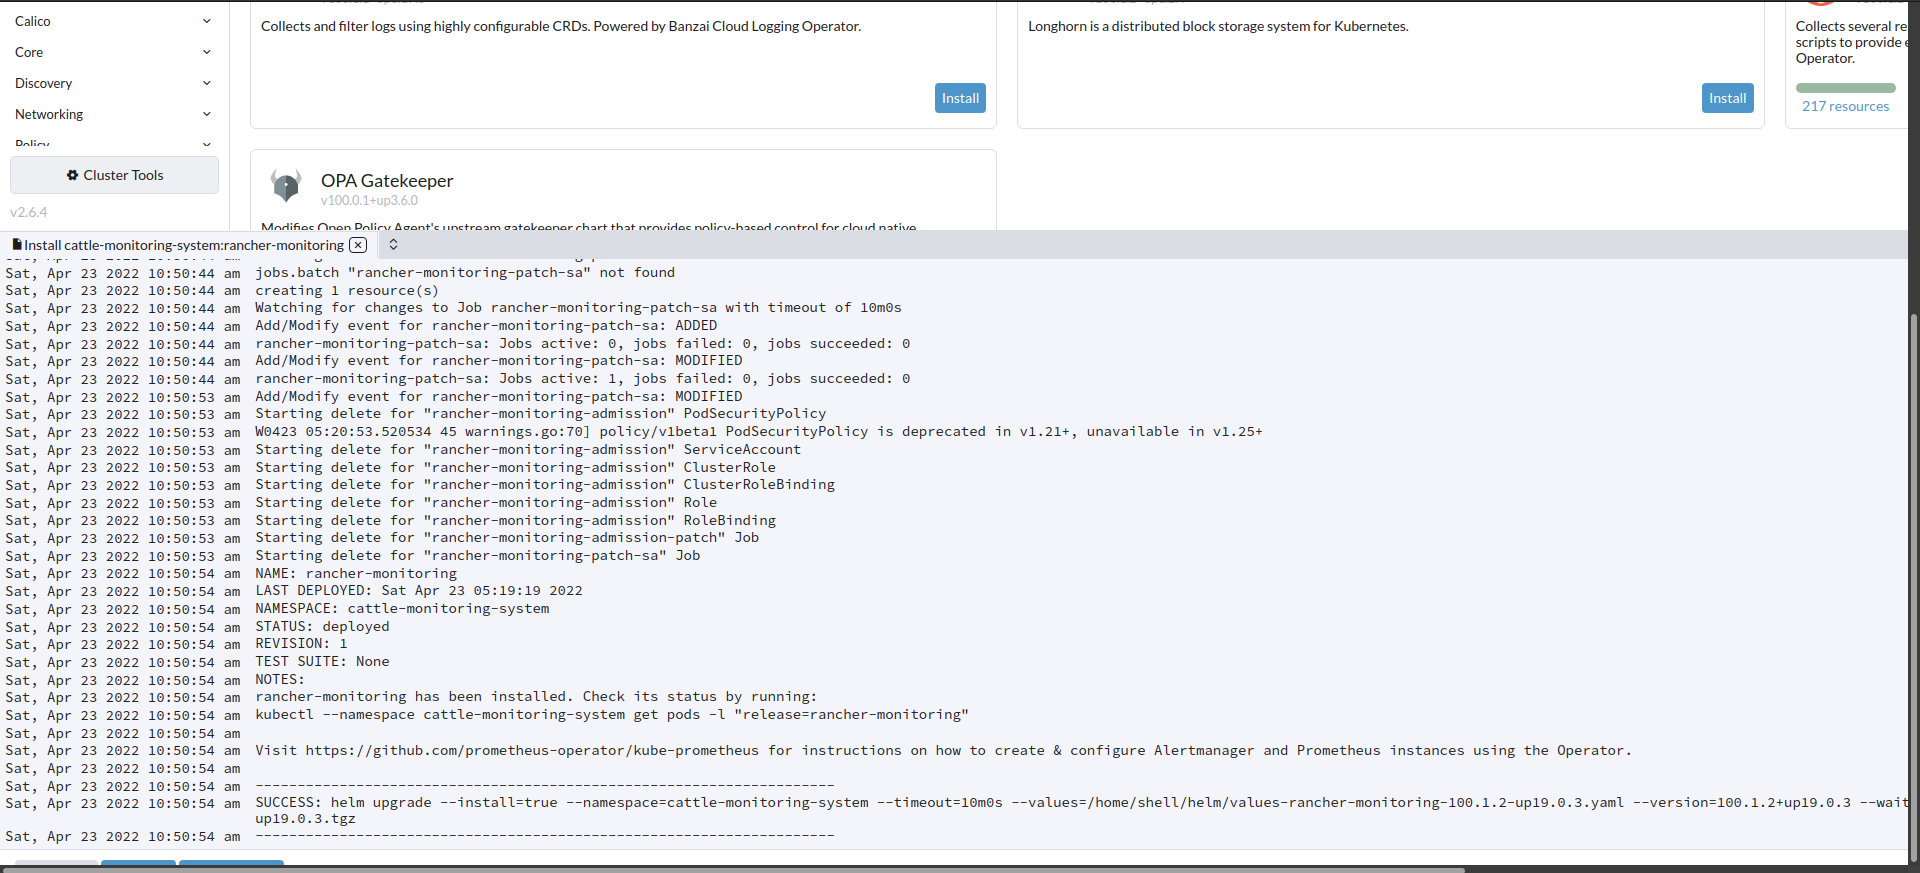 Calico
Core
Discovery
Networking
Policy
Cluster Tools
v2.6.4
Collects and filter logs using highly configurable CRDs. Powered by Banzai Cloud Logging Operator.
Install
Longhorn is a distributed block storage system for Kubernetes.
Install
Collects several re
scripts to provide
Operator.
217 resources
OPA Gatekeeper
v100.0.1+up3.6.0
Modifies Open Policy Agent's upstream gatekeeper chart that provides policy-based control for cloud native
Install cattle-monitoring-system:rancher-monitoring
Sat, Apr 23 2022 10:50:44 am jobs.batch "rancher-monitoring-patch-sa" not found
Sat, Apr 23 2022 10:50:44 am creating 1 resource(s)
Sat, Apr 23 2022 10:50:44 am Watching for changes to Job rancher-monitoring-patch-sa with timeout of 10m0s
Sat, Apr 23 2022 10:50:44 am Add/Modify event for rancher-monitoring-patch-sa: ADDED
Sat, Apr 23 2022 10:50:44 am rancher-monitoring-patch-sa: Jobs active: 0, jobs failed: 0, jobs succeeded: 0
Sat, Apr 23 2022 10:50:44 am Add/Modify event for rancher-monitoring-patch-sa: MODIFIED
Sat, Apr 23 2022 10:50:44 am rancher-monitoring-patch-sa: Jobs active: 1, jobs failed: 0, jobs succeeded: 0
Sat, Apr 23 2022 10:50:53 am Add/Modify event for rancher-monitoring-patch-sa: MODIFIED
Sat, Apr 23 2022 10:50:53 am Starting delete for "rancher-monitoring-admission" PodSecurityPolicy
Sat, Apr 23 2022 10:50:53 am W0423 05:20:53.520534 45 warnings.go:70] policy/v1beta1 PodSecurityPolicy is deprecated in v1.21+, unavailable in v1.25+
Sat, Apr 23 2022 10:50:53 am Starting delete for "rancher-monitoring-admission" ServiceAccount
Sat, Apr 23 2022 10:50:53 am Starting delete for "rancher-monitoring-admission" ClusterRole
Sat, Apr 23 2022 10:50:53 am Starting delete for "rancher-monitoring-admission" ClusterRoleBinding
Sat, Apr 23 2022 10:50:53 am Starting delete for "rancher-monitoring-admission" Role
Sat, Apr 23 2022 10:50:53 am Starting delete for "rancher-monitoring-admission" RoleBinding
Sat, Apr 23 2022 10:50:53 am Starting delete for "rancher-monitoring-admission-patch" Job
Sat, Apr 23 2022 10:50:53 am Starting delete for "rancher-monitoring-patch-sa" Job
Sat, Apr 23 2022 10:50:54 am NAME: rancher-monitoring
Sat, Apr 23 2022 10:50:54 am LAST DEPLOYED: Sat Apr 23 05:19:19 2022
Sat, Apr 23 2022 10:50:54 am NAMESPACE: cattle-monitoring-system
Sat, Apr 23 2022 10:50:54 am STATUS: deployed
Sat, Apr 23 2022 10:50:54 am REVISION: 1
Sat, Apr 23 2022 10:50:54 am TEST SUITE: None
Sat, Apr 23 2022 10:50:54 am NOTES:
Sat, Apr 23 2022 10:50:54 am rancher-monitoring has been installed. Check its status by running:
Sat, Apr 23 2022 10:50:54 am kubectl --namespace cattle-monitoring-system get pods -l "release=rancher-monitoring"
Sat, Apr 23 2022 10:50:54 am
Sat, Apr 23 2022 10:50:54 am Visit https://github.com/prometheus-operator/kube-prometheus for instructions on how to create & configure Alertmanager and Prometheus instances using the Operator.
Sat, Apr 23 2022 10:50:54 am
Sat, Apr 23 2022 10:50:54 am ---------------------------------------------------------------------
Sat, Apr 23 2022 10:50:54 am SUCCESS: helm upgrade --install=true --namespace=cattle-monitoring-system --timeout=10m0s --values=/home/shell/helm/values-rancher-monitoring-100.1.2-up19.0.3.yaml --version=100.1.2+up19.0.3 --wait
up19.0.3.tgz
Sat, Apr 23 2022 10:50:54 am ---------------------------------------------------------------------